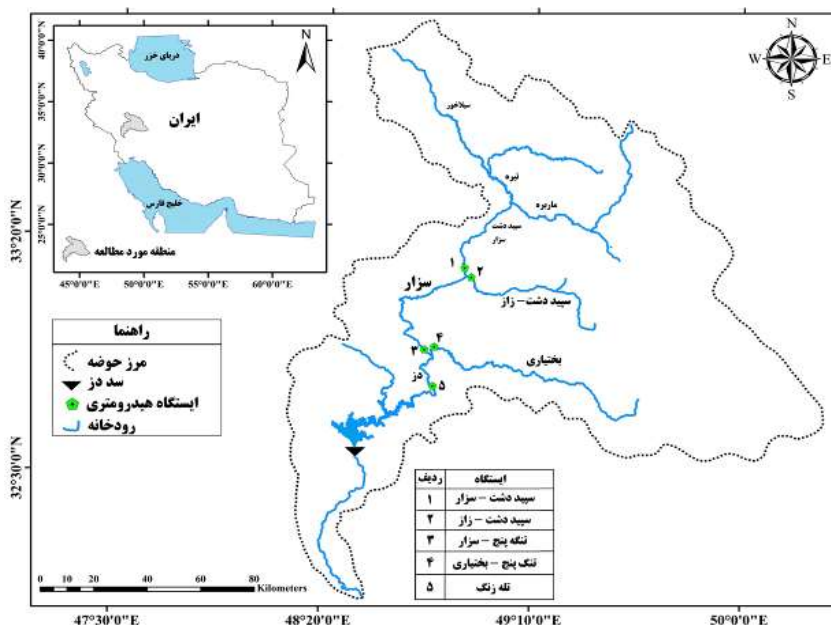 N
W E
S
40°0'0"N
35°0'0"N
30°0'0"N
25°0'0"N
45°0'0"E 50°0'0"E 55°0'0"E 60°0'0"E
N
دریای خزر
ایران
خلیج فارس
منطقه مورد مطالعه
33°20'0"N
32°30'0"N
سیلاخور
تیره
ماربره
سپید دشت
سزار
۱
۲
سزار
سپید دشت – زاز
۳
۴
بختیاری
دز
۵
راهنما
مرز حوضه
سد دز
ایستگاه هیدرومتری
رودخانه
ردیف ایستگاه
۱ سپید دشت – سزار
۲ سپید دشت – زاز
۳ تنگه پنج – سزار
۴ تنگ پنج – بختیاری
۵ تله زنگ
0 5 10 20 40 60 80
Kilometers
47°30'0"E 48°20'0"E 49°10'0"E 50°0'0"E